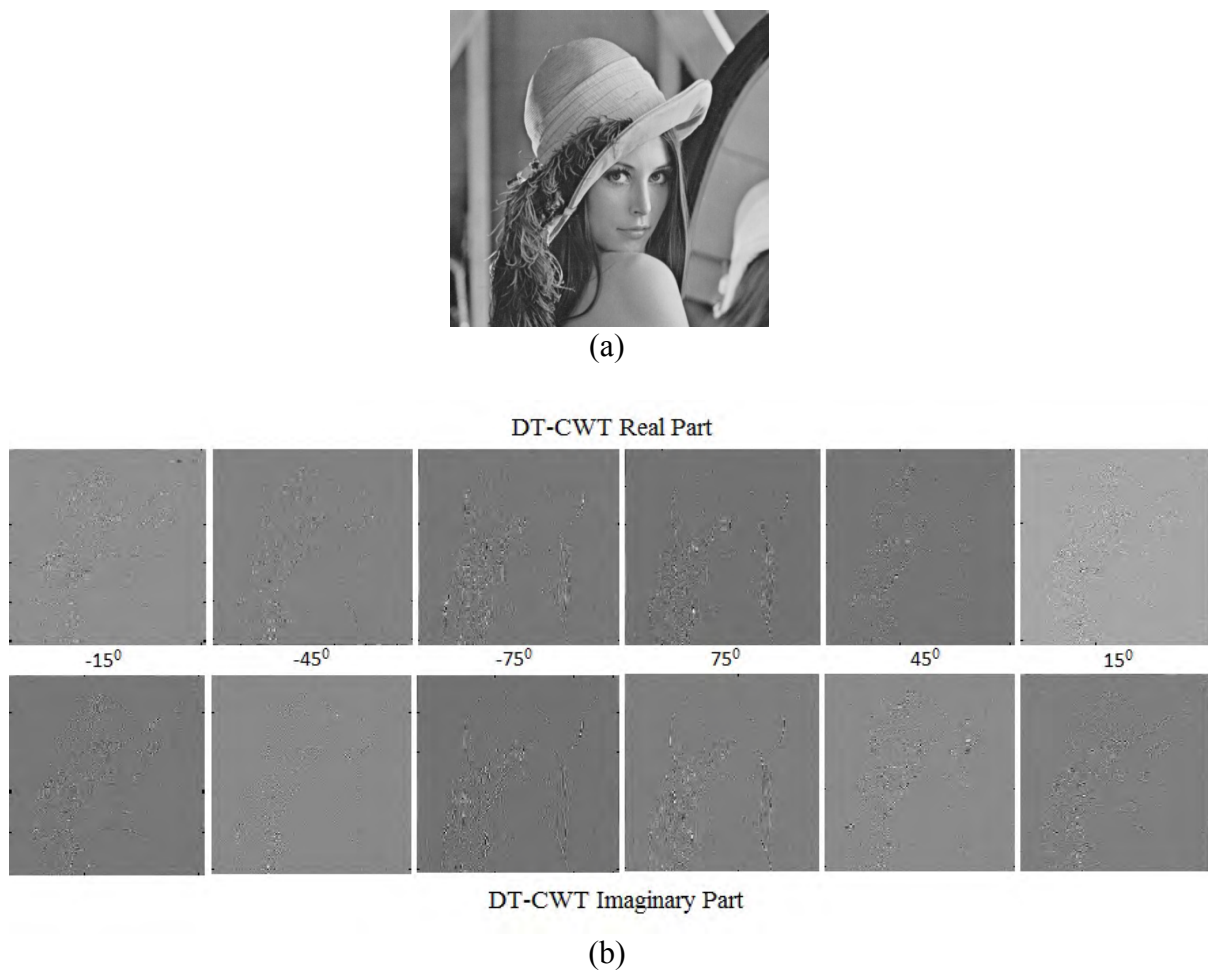 (a)
DT-CWT Real Part
-15⁰ -45⁰ -75⁰ 75⁰ 45⁰ 15⁰
DT-CWT Imaginary Part
(b)